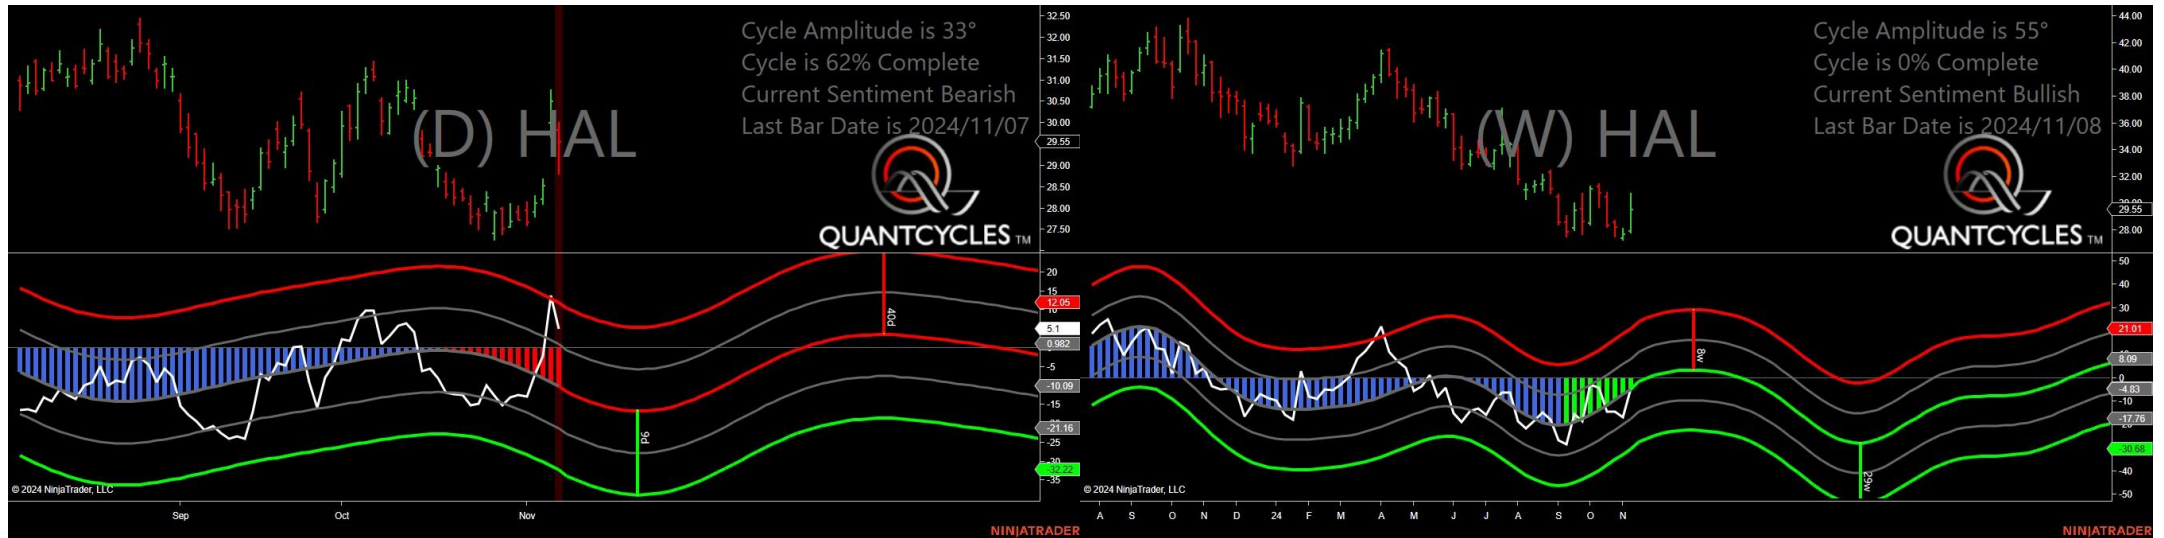 Cycle Amplitude is 33°
Cycle is 62% Complete
Current Sentiment Bearish
Last Bar Date is 2024/11/07
(D) HAL
QUANTCYCLES TM
32.50
32.00
31.50
31.00
30.50
30.00
29.55
29.00
28.50
28.00
27.50
20
15
12.05
5.1
0.982
-5
-10.09
-15
-21.16
-25
-32.22
-35
40d
9d
© 2024 NinjaTrader, LLC
Sep Oct Nov
NINJATRADER
Cycle Amplitude is 55°
Cycle is 0% Complete
Current Sentiment Bullish
Last Bar Date is 2024/11/08
(W) HAL
QUANTCYCLES TM
44.00
42.00
40.00
38.00
36.00
34.00
32.00
29.55
28.00
50
40
30
21.01
8.09
0
-4.83
-10
-17.76
-30.68
-40
-50
8w
29w
© 2024 NinjaTrader, LLC
A S O N D 24 F M A M J J A S O N
NINJATRADER